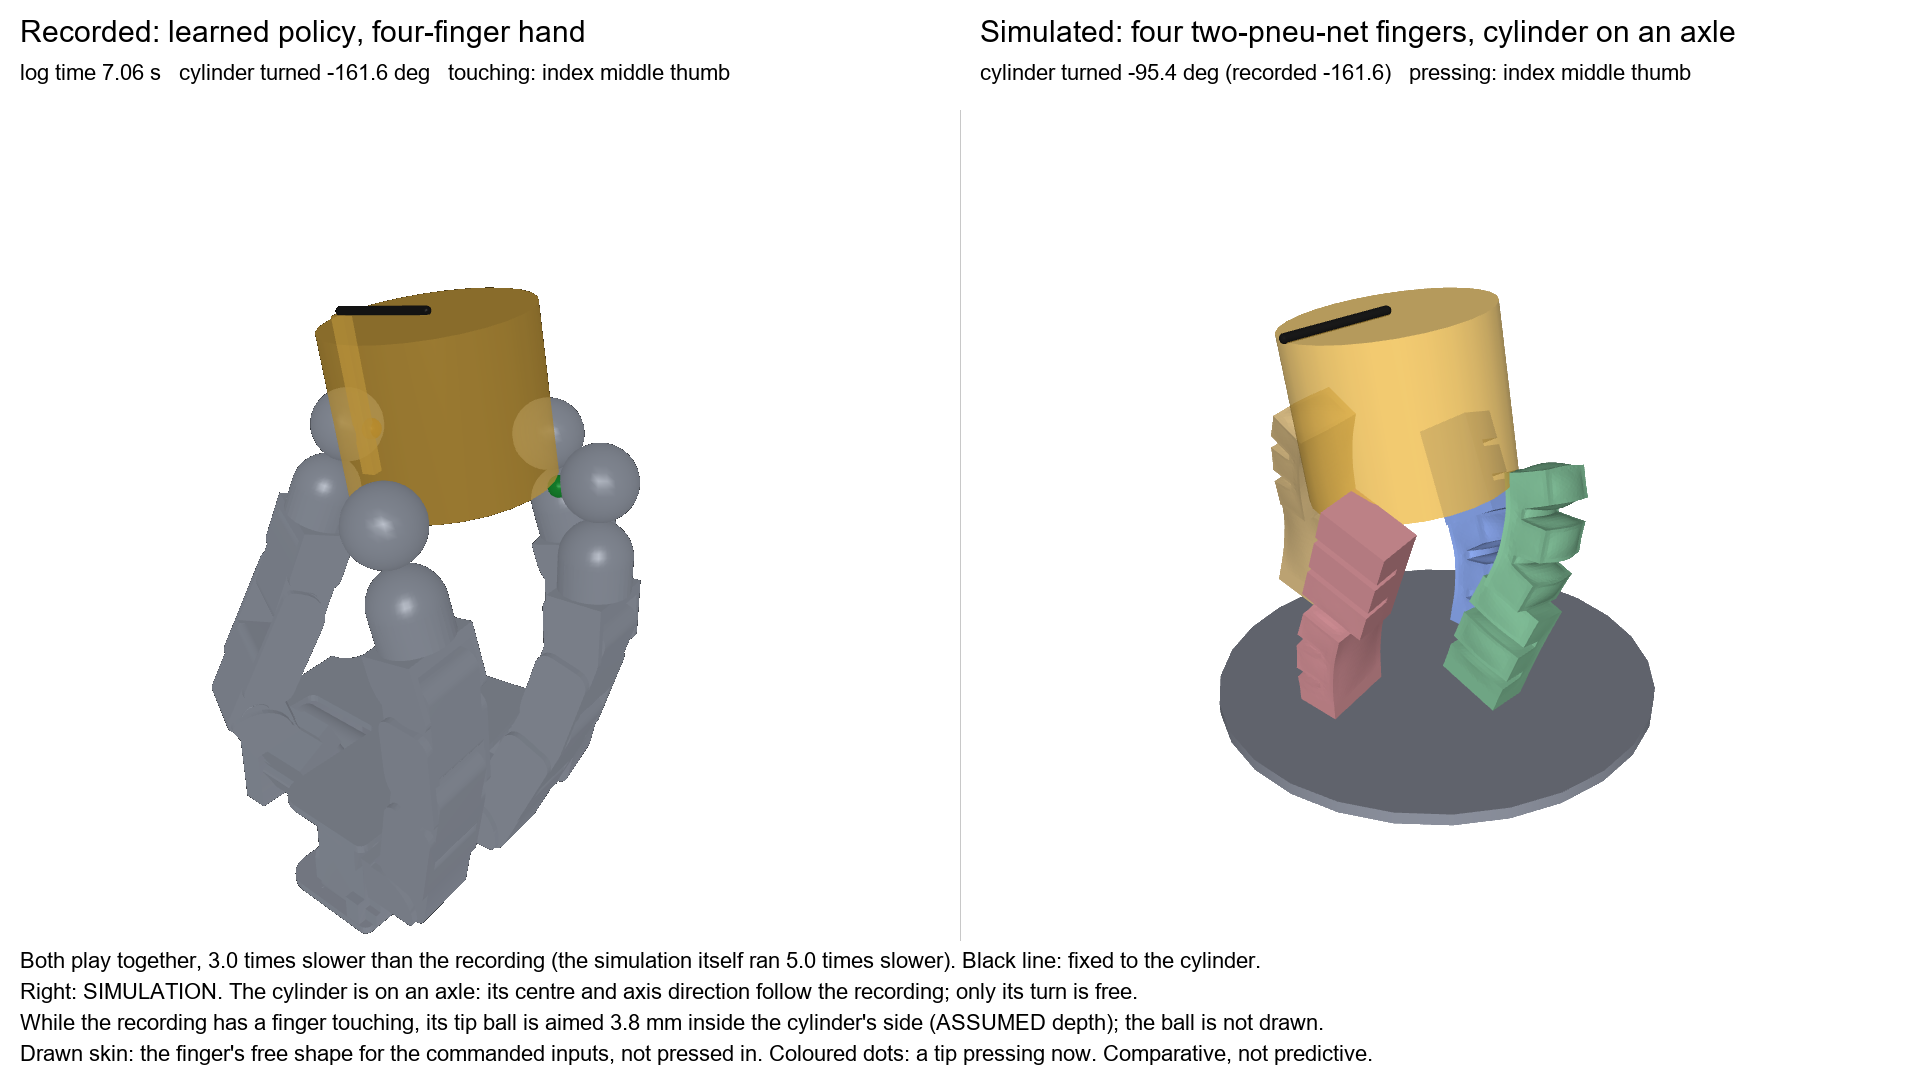 Recorded: learned policy, four-finger hand
log time 7.06 s   cylinder turned -161.6 deg   touching: index middle thumb
Simulated: four two-pneu-net fingers, cylinder on an axle
cylinder turned -95.4 deg (recorded -161.6)   pressing: index middle thumb
Both play together, 3.0 times slower than the recording (the simulation itself ran 5.0 times slower). Black line: fixed to the cylinder.
Right: SIMULATION. The cylinder is on an axle: its centre and axis direction follow the recording; only its turn is free.
While the recording has a finger touching, its tip ball is aimed 3.8 mm inside the cylinder's side (ASSUMED depth); the ball is not drawn.
Drawn skin: the finger's free shape for the commanded inputs, not pressed in. Coloured dots: a tip pressing now. Comparative, not predictive.